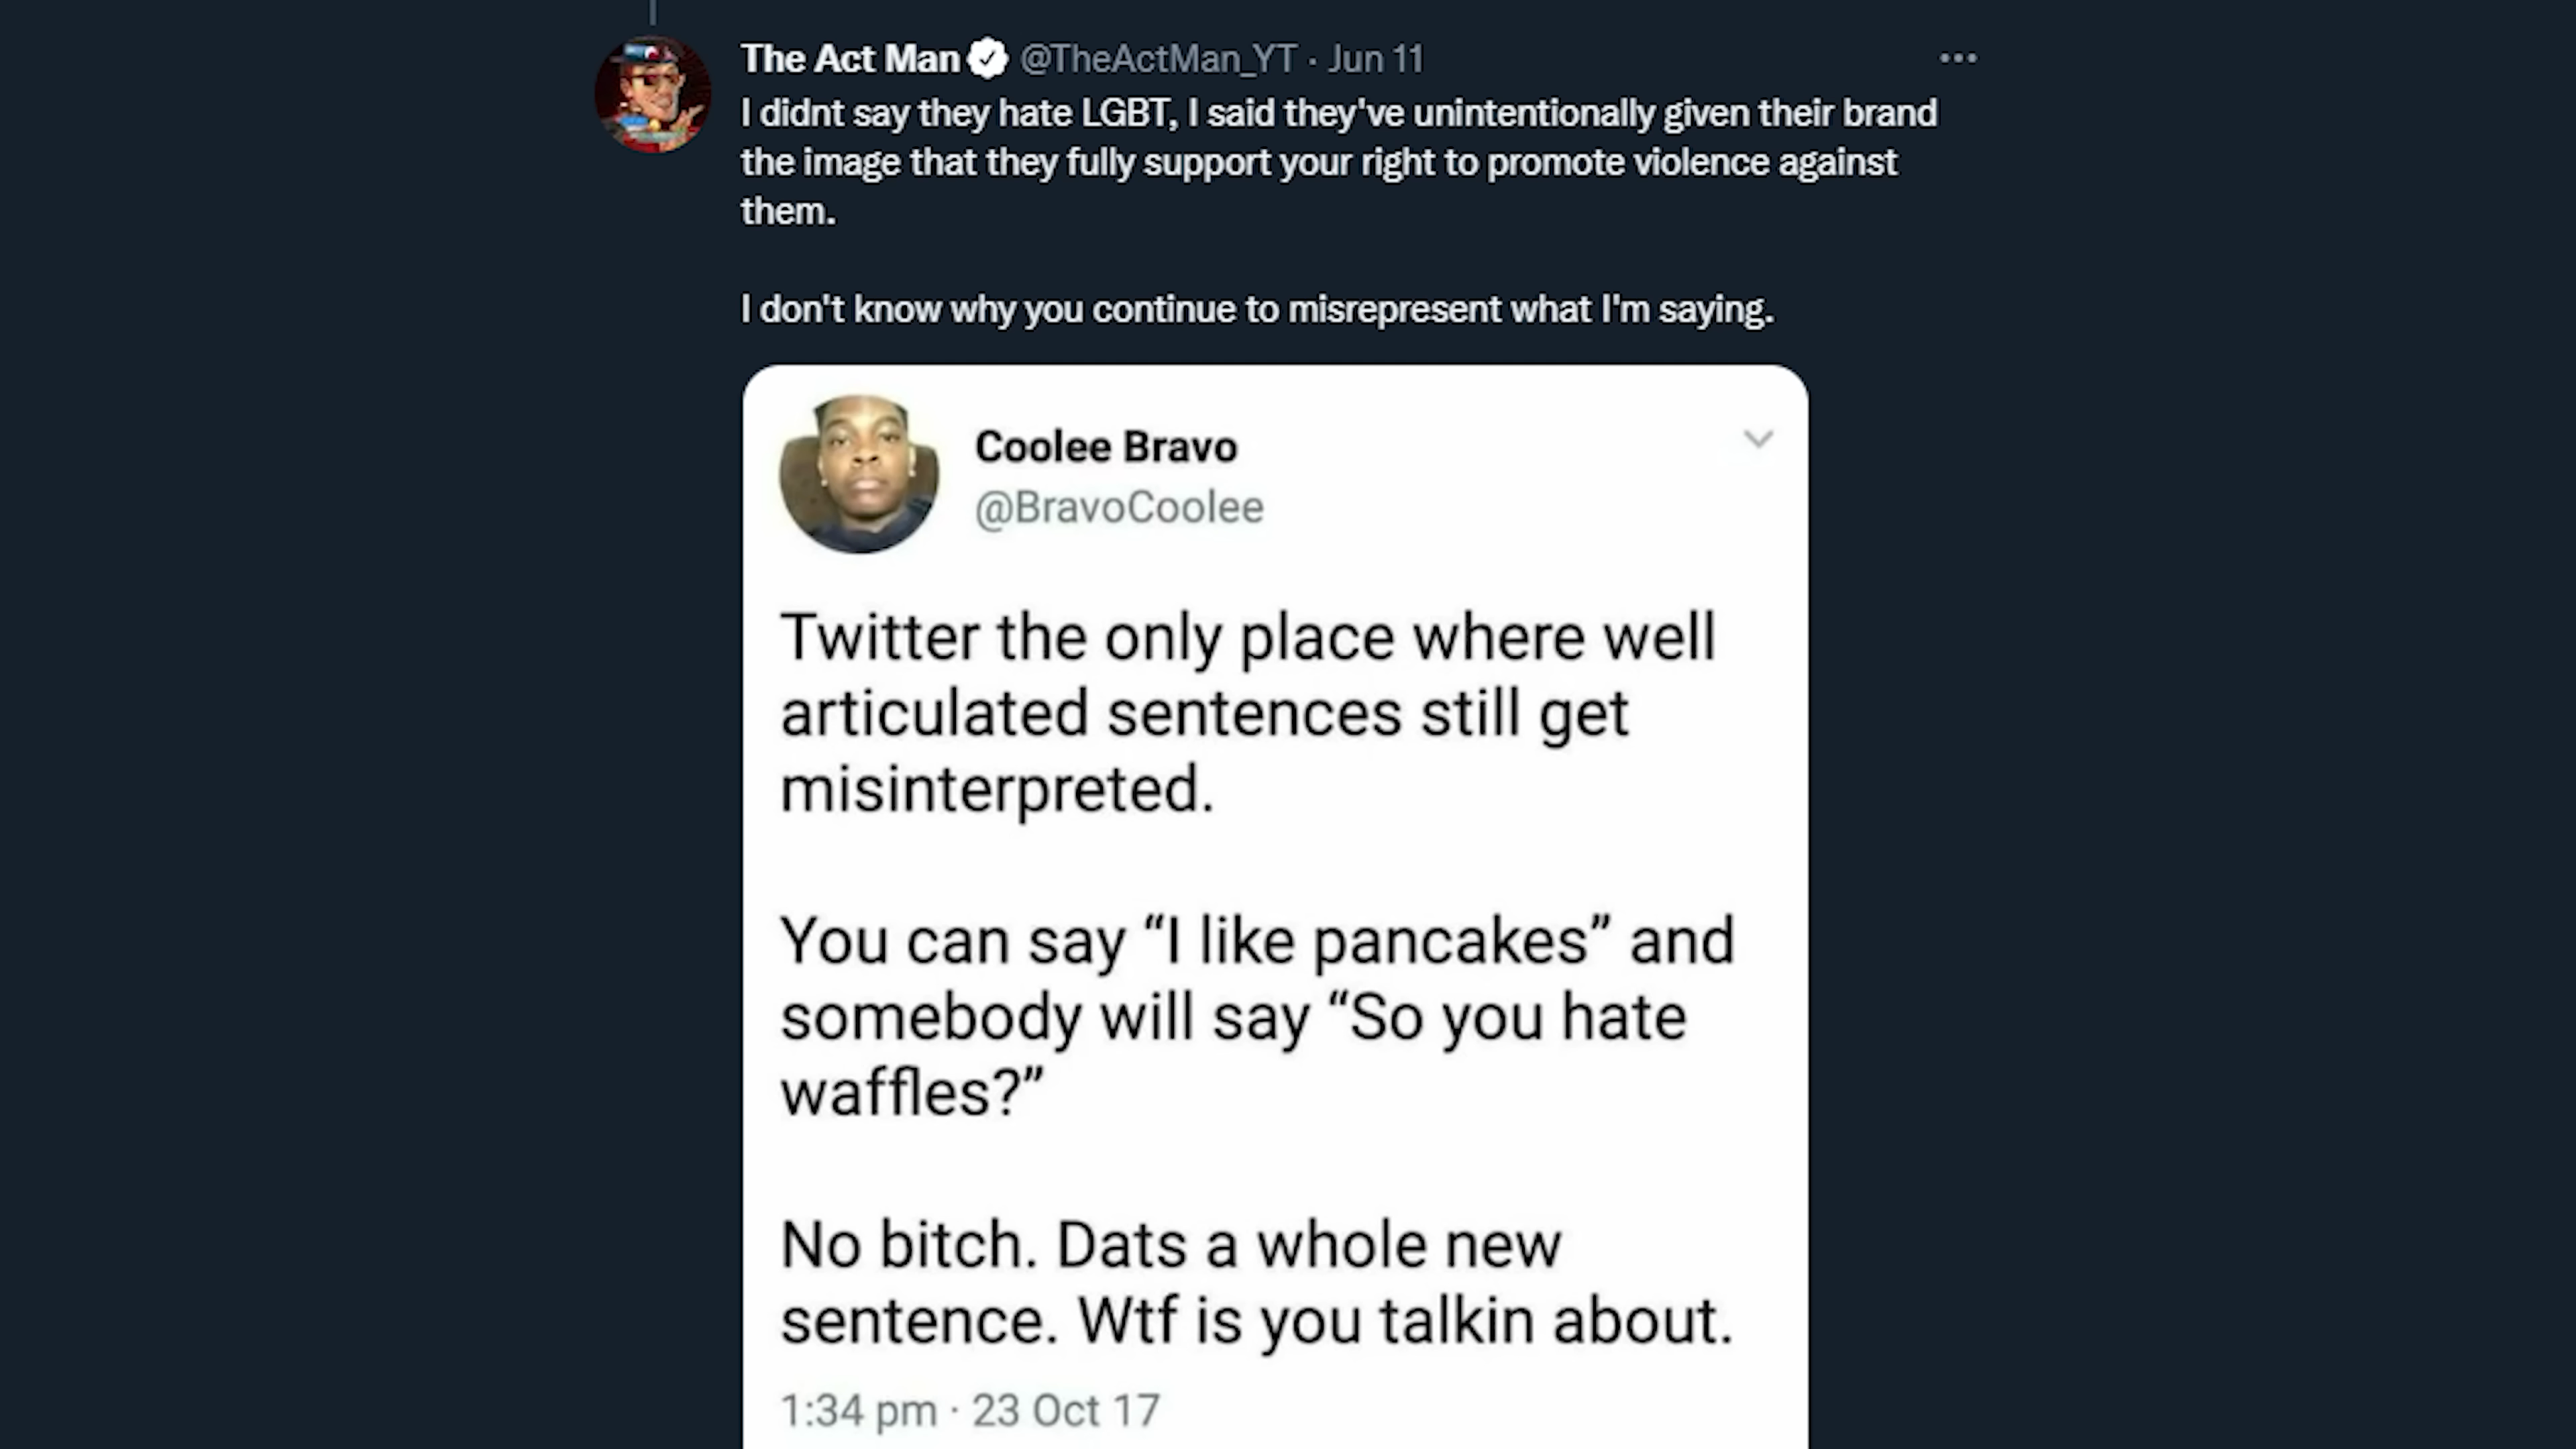 The Act Man @TheActMan_YT · Jun 11
I didnt say they hate LGBT, I said they've unintentionally given their brand
the image that they fully support your right to promote violence against
them.
I don't know why you continue to misrepresent what I'm saying.
Coolee Bravo
@BravoCoolee
Twitter the only place where well
articulated sentences still get
misinterpreted.
You can say “I like pancakes” and
somebody will say “So you hate
waffles?”
No bitch. Dats a whole new
sentence. Wtf is you talkin about.
1:34 pm · 23 Oct 17